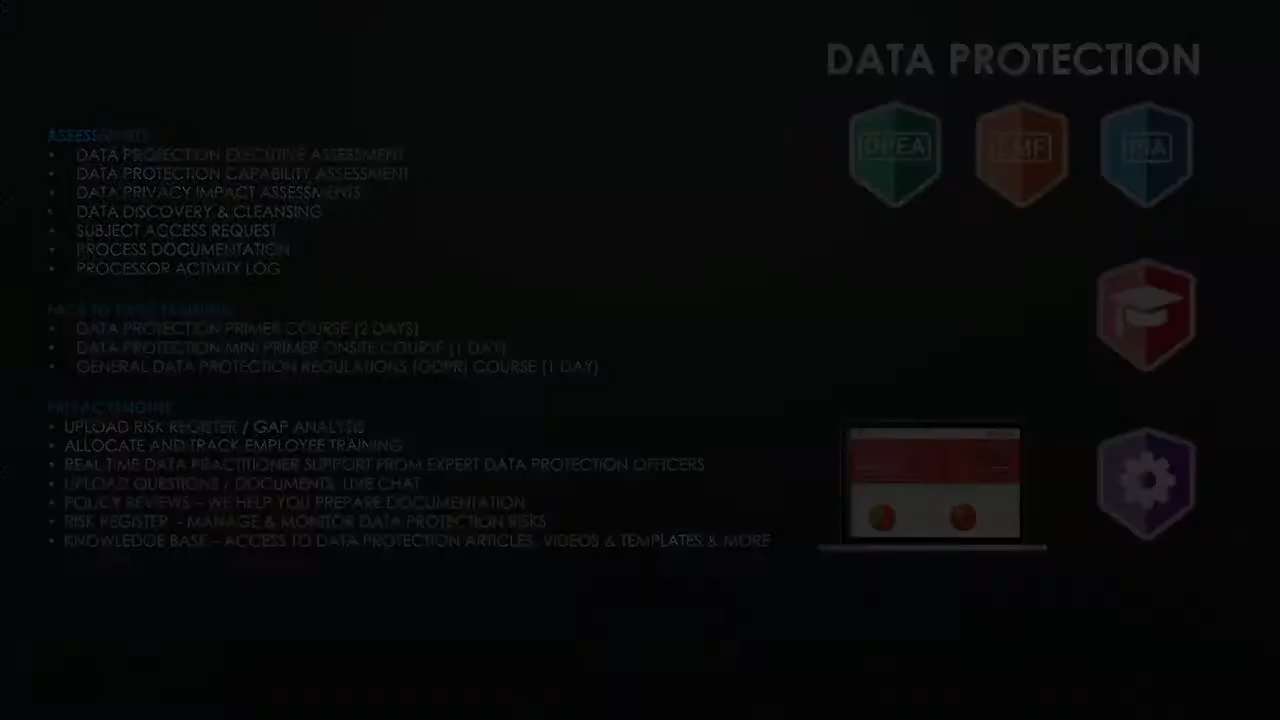 DATA PROTECTION
DPEA
CMF
PIA
ASSESSMENTS
• DATA PROTECTION EXECUTIVE ASSESSMENT
• DATA PROTECTION CAPABILITY ASSESSMENT
• DATA PRIVACY IMPACT ASSESSMENTS
• DATA DISCOVERY & CLEANSING
• SUBJECT ACCESS REQUEST
• PROCESS DOCUMENTATION
• PROCESSOR ACTIVITY LOG
FACE TO FACE TRAINING
• DATA PROTECTION PRIMER COURSE (2 DAYS)
• DATA PROTECTION MINI PRIMER ONSITE COURSE (1 DAY)
• GENERAL DATA PROTECTION REGULATIONS (GDPR) COURSE (1 DAY)
PRIVACYENGINE
• UPLOAD RISK REGISTER / GAP ANALYSIS
• ALLOCATE AND TRACK EMPLOYEE TRAINING
• REAL TIME DATA PRACTITIONER SUPPORT FROM EXPERT DATA PROTECTION OFFICERS
• UPLOAD QUESTIONS / DOCUMENTS, LIVE CHAT
• POLICY REVIEWS – WE HELP YOU PREPARE DOCUMENTATION
• RISK REGISTER - MANAGE & MONITOR DATA PROTECTION RISKS
• KNOWLEDGE BASE – ACCESS TO DATA PROTECTION ARTICLES, VIDEOS & TEMPLATES & MORE